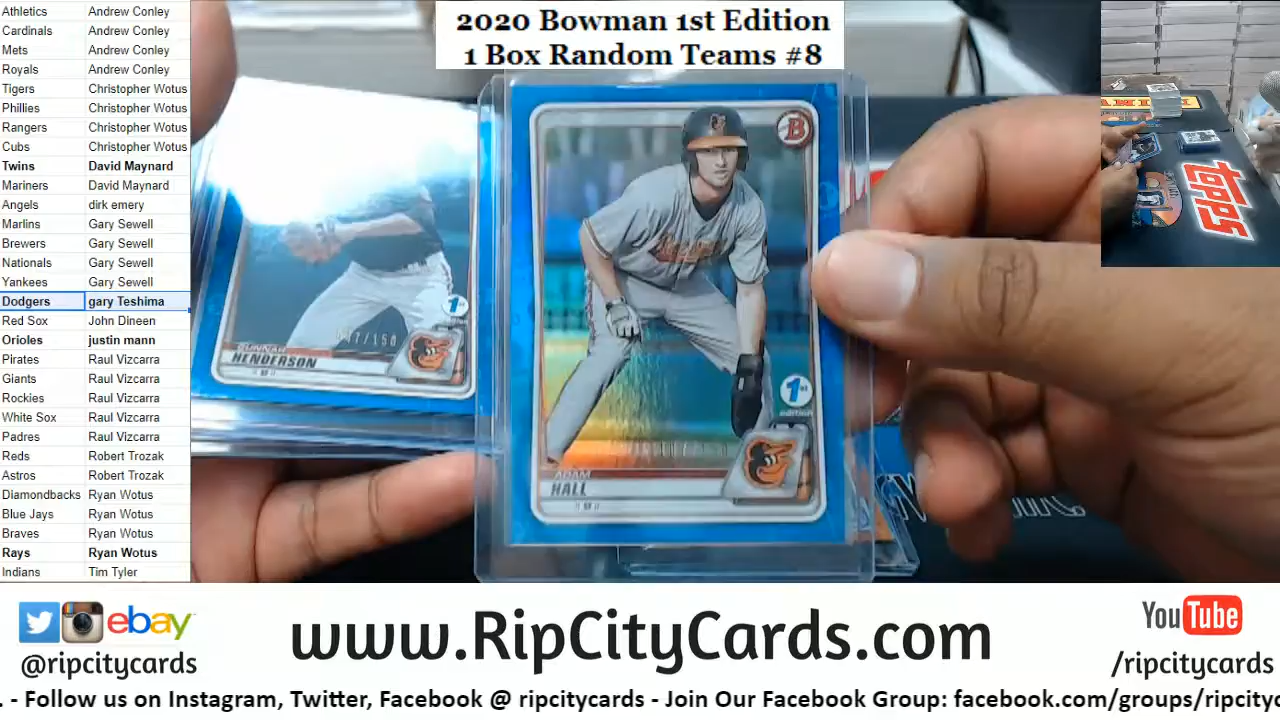 2020 Bowman 1st Edition
1 Box Random Teams #8
Athletics Andrew Conley
Cardinals Andrew Conley
Mets Andrew Conley
Royals Andrew Conley
Tigers Christopher Wotus
Phillies Christopher Wotus
Rangers Christopher Wotus
Cubs Christopher Wotus
Twins David Maynard
Mariners David Maynard
Angels dirk emery
Marlins Gary Sewell
Brewers Gary Sewell
Nationals Gary Sewell
Yankees Gary Sewell
Dodgers gary Teshima
Red Sox John Dineen
Orioles justin mann
Pirates Raul Vizcarra
Giants Raul Vizcarra
Rockies Raul Vizcarra
White Sox Raul Vizcarra
Padres Raul Vizcarra
Reds Robert Trozak
Astros Robert Trozak
Diamondbacks Ryan Wotus
Blue Jays Ryan Wotus
Braves Ryan Wotus
Rays Ryan Wotus
Indians Tim Tyler
1st
edition
GUNNAR
HENDERSON
B
1st
edition
ADAM
HALL
TOPPS
ebay
@ripcitycards
www.RipCityCards.com
YouTube
/ripcitycards
. - Follow us on Instagram, Twitter, Facebook @ ripcitycards - Join Our Facebook Group: facebook.com/groups/ripcityc